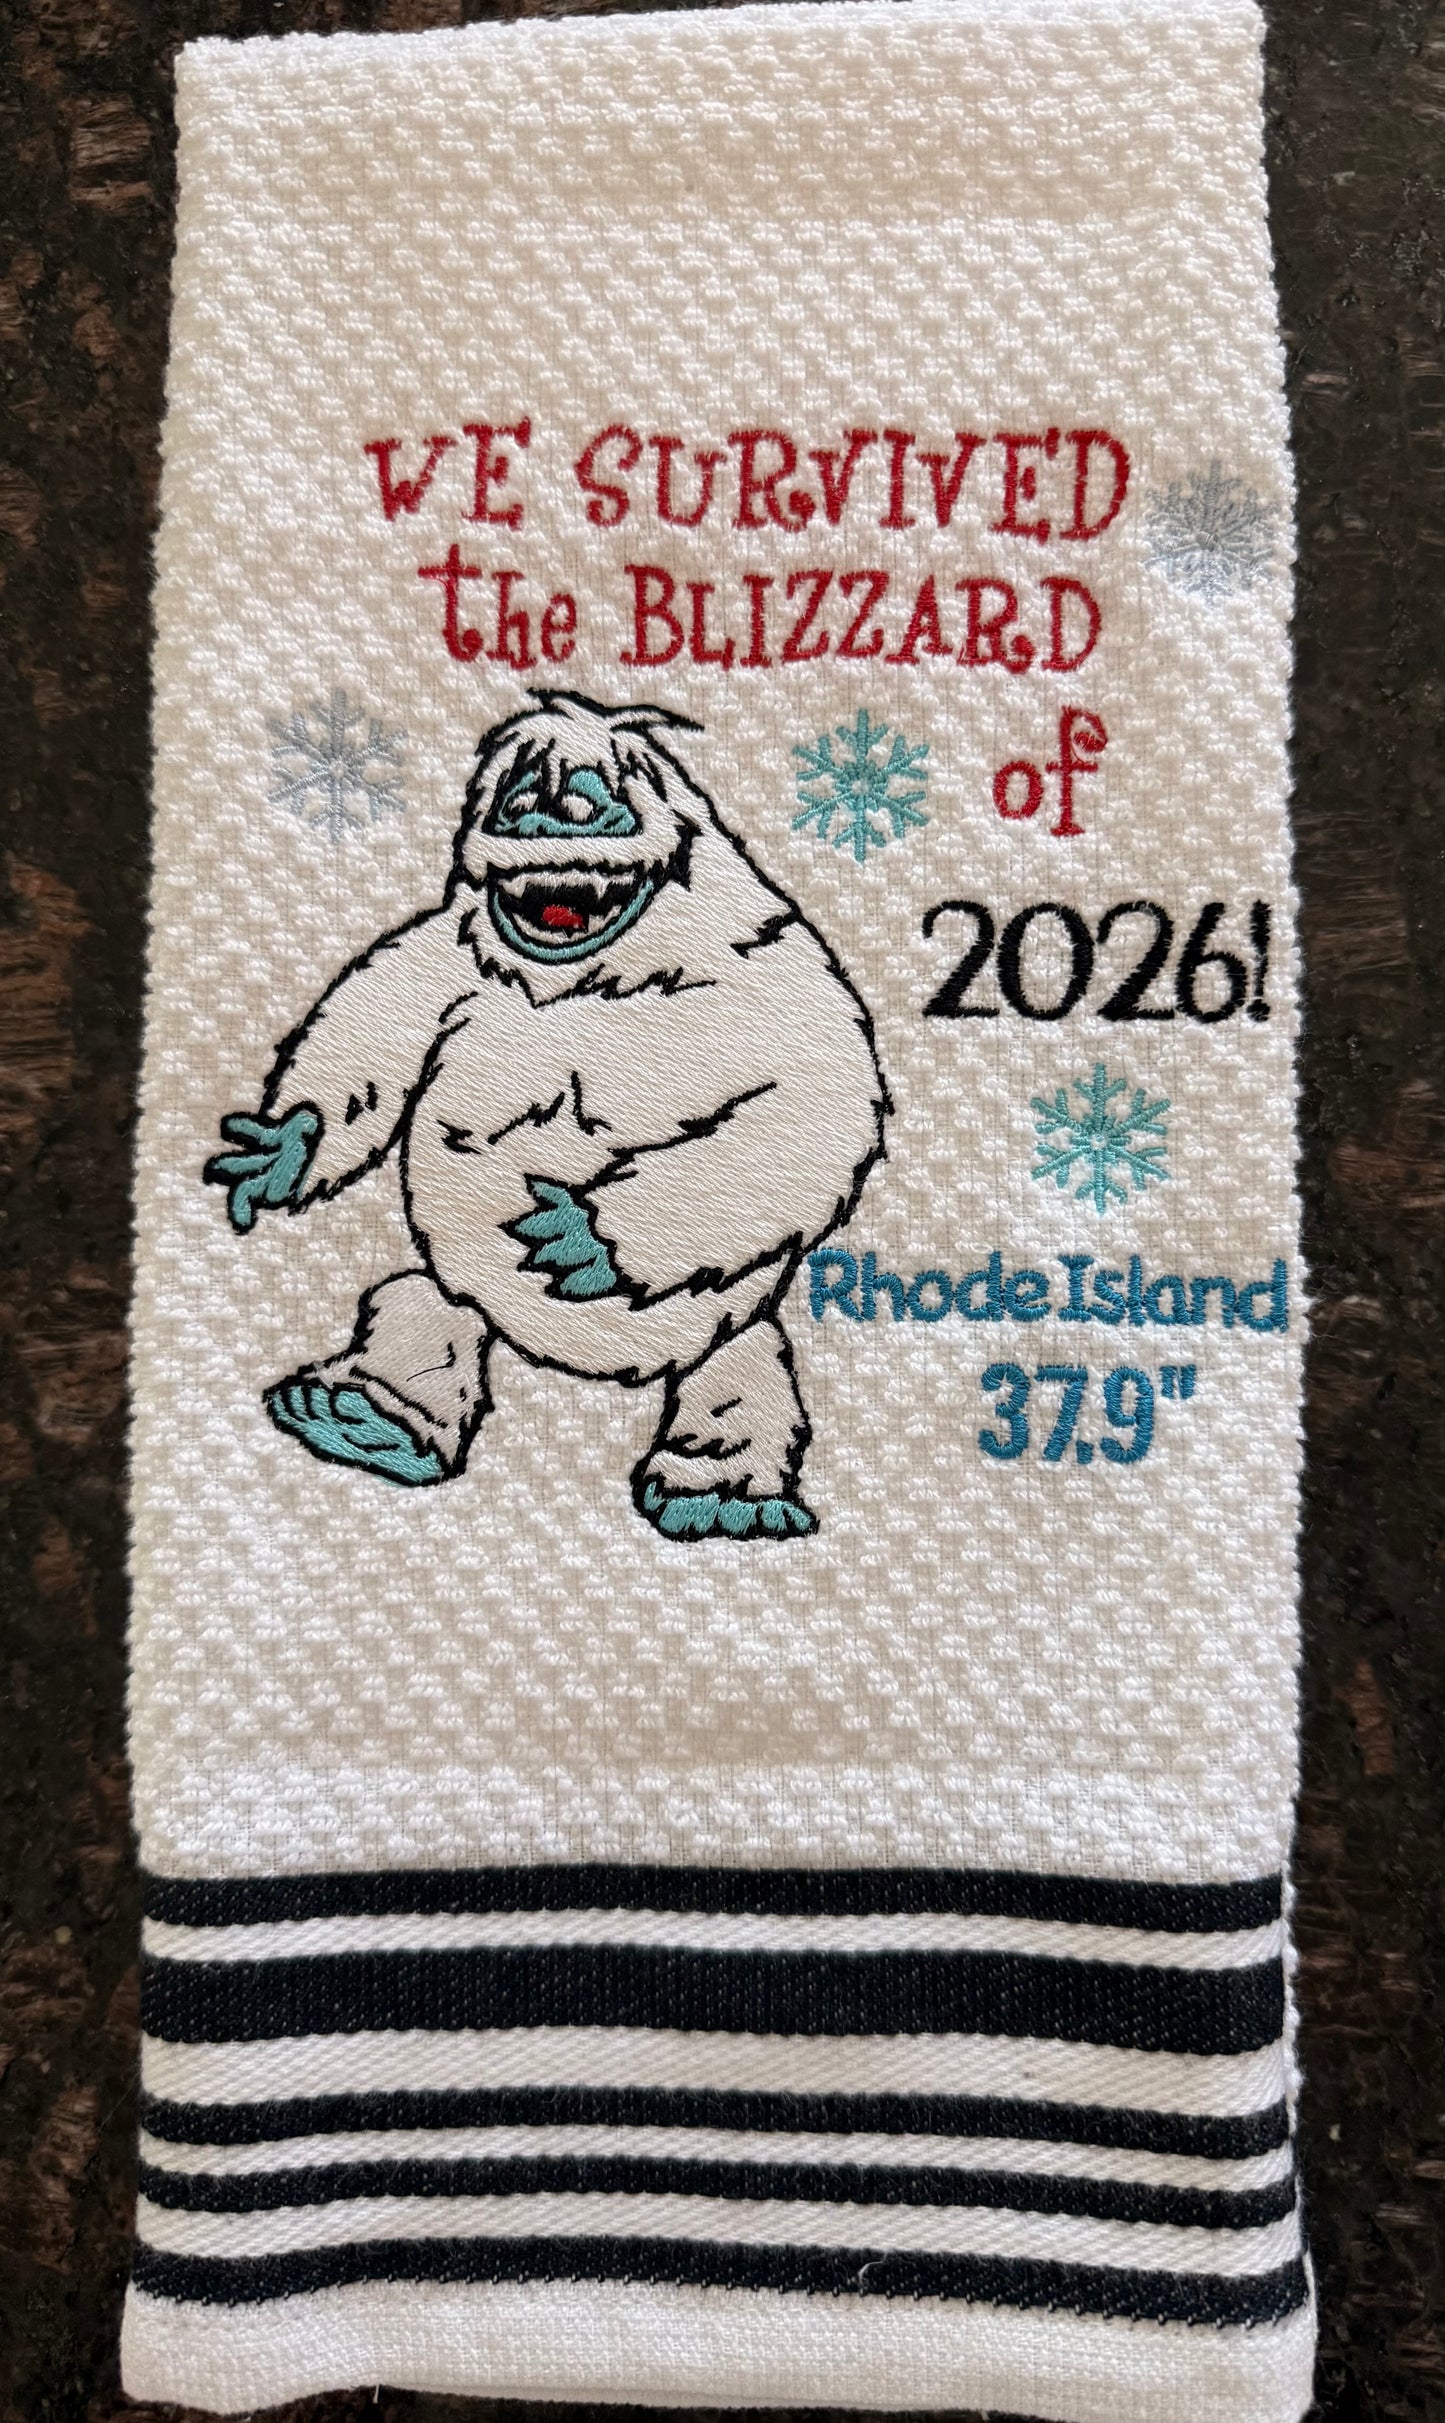 WE SURVIVED
the BLIZZARD
of
2026!
Rhode Island
37.9"